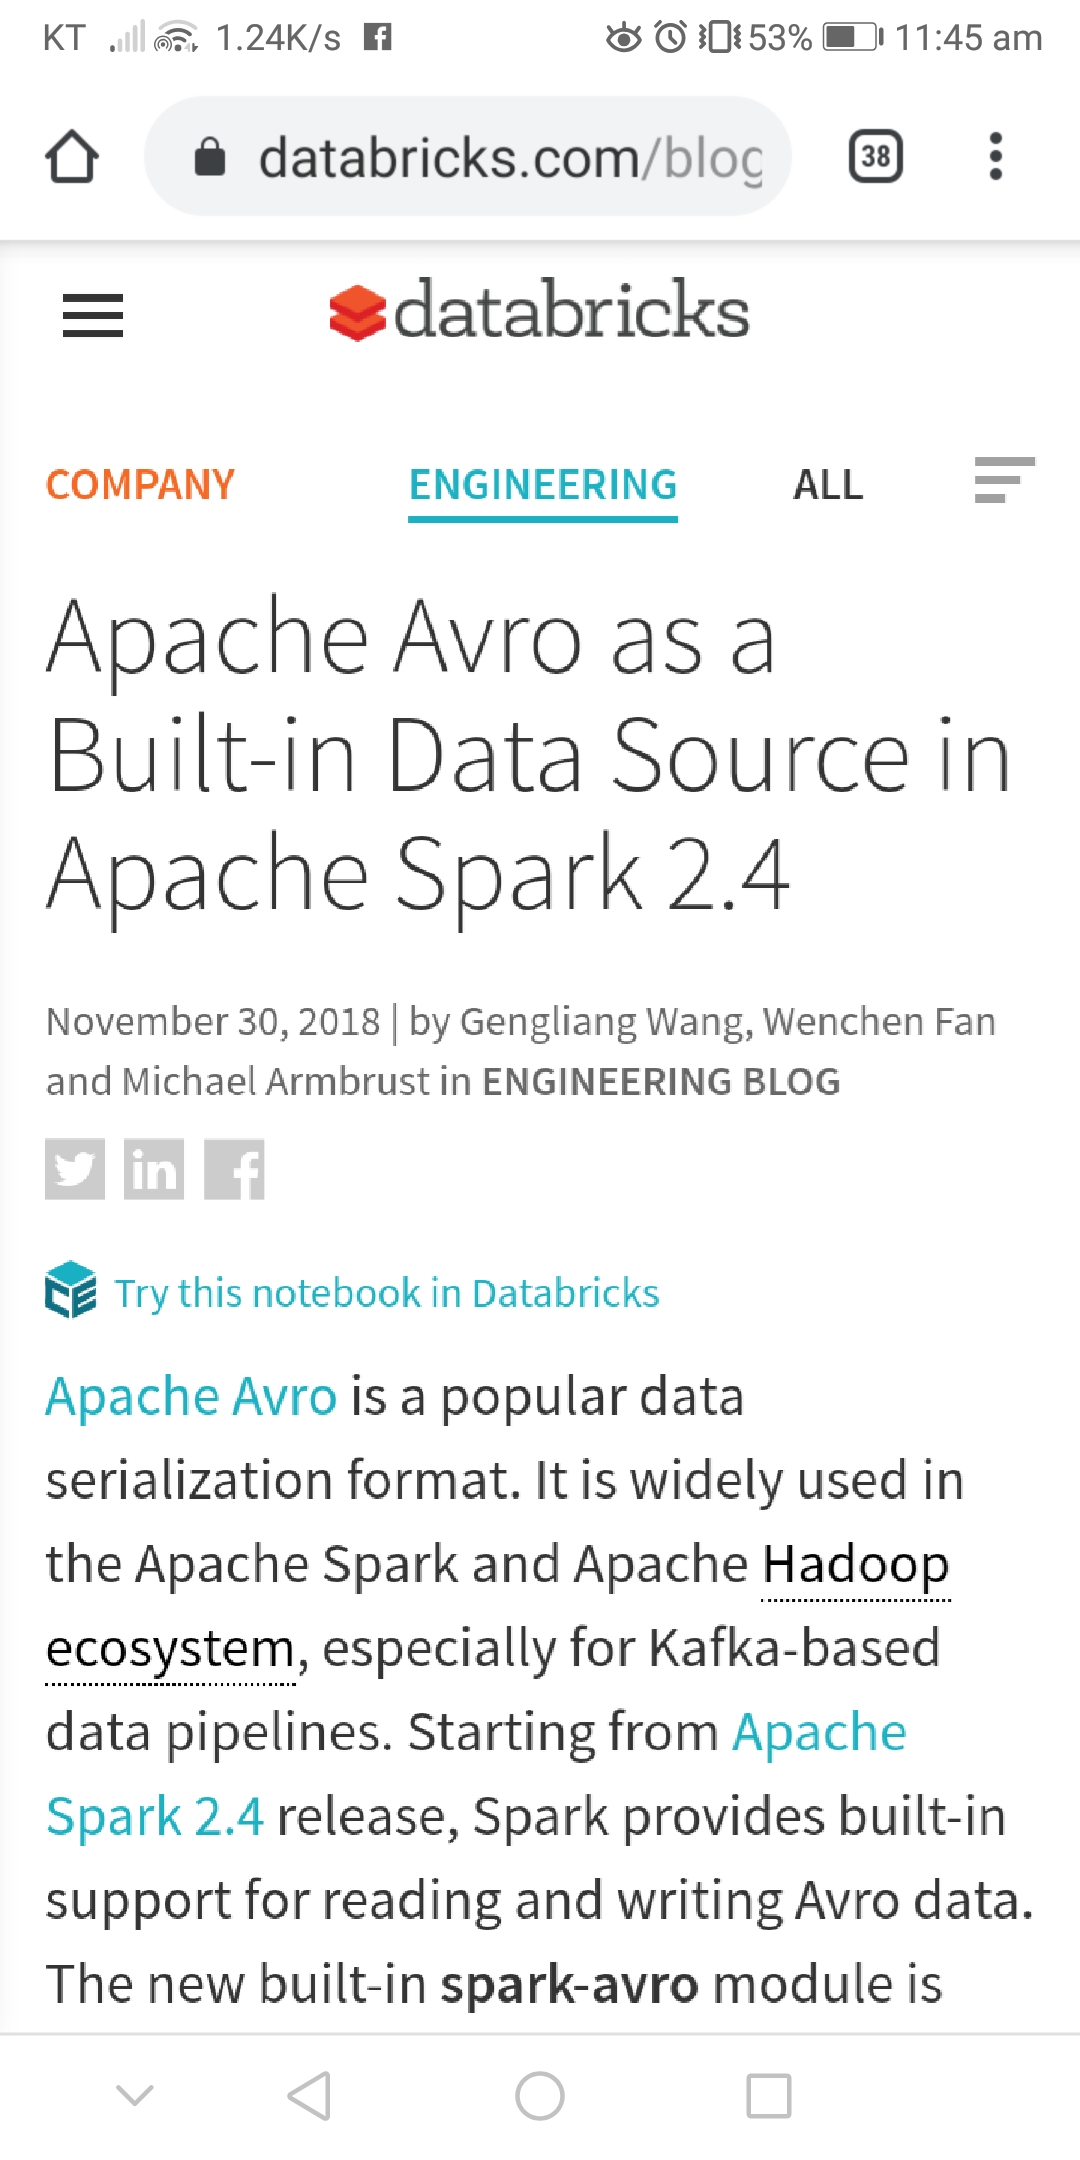 KT 1.24K/s 53% 11:45 am
databricks.com/blog 38
databricks
COMPANY ENGINEERING ALL
Apache Avro as a
Built-in Data Source in
Apache Spark 2.4
November 30, 2018 | by Gengliang Wang, Wenchen Fan
and Michael Armbrust in ENGINEERING BLOG
Try this notebook in Databricks
Apache Avro is a popular data
serialization format. It is widely used in
the Apache Spark and Apache Hadoop
ecosystem, especially for Kafka-based
data pipelines. Starting from Apache
Spark 2.4 release, Spark provides built-in
support for reading and writing Avro data.
The new built-in spark-avro module is